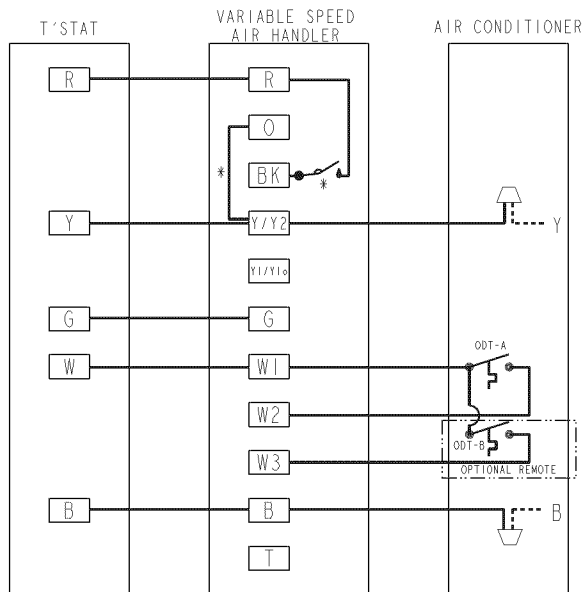 T'STAT
VARIABLE SPEED
AIR HANDLER
AIR CONDITIONER
R
R
O
*
BK
*
Y
Y/Y2
Y
Y1/Y1o
G
G
ODT-A
W
W1
W2
ODT-B
W3
OPTIONAL REMOTE
B
B
B
T